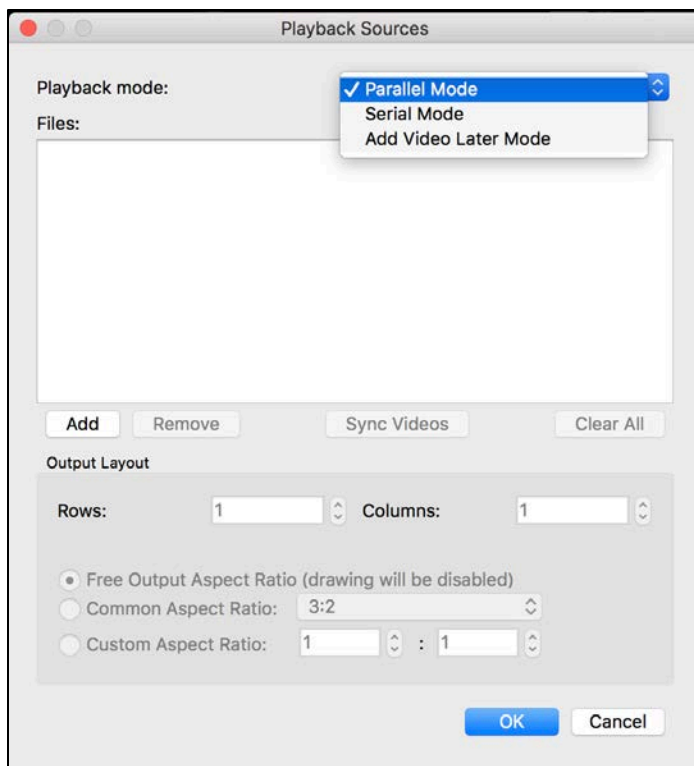 Playback Sources
Playback mode:
✓ Parallel Mode
Serial Mode
Add Video Later Mode
Files:
Add Remove Sync Videos Clear All
Output Layout
Rows: 1 Columns: 1
Free Output Aspect Ratio (drawing will be disabled)
Common Aspect Ratio: 3:2
Custom Aspect Ratio: 1 : 1
OK Cancel